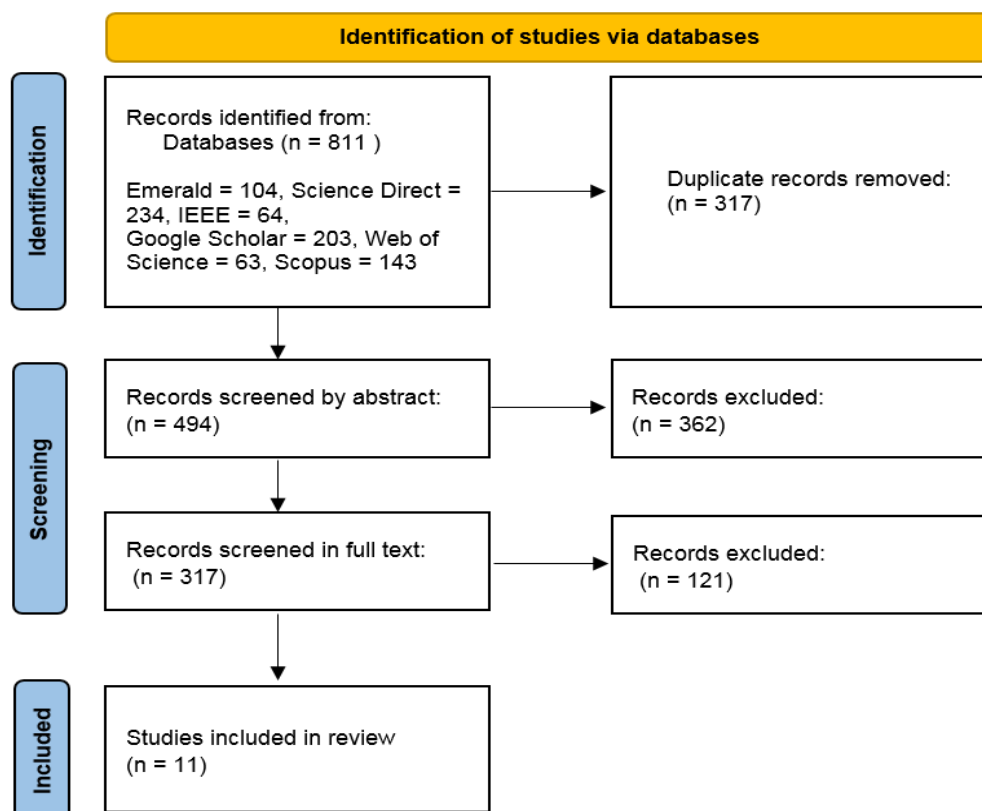 Identification of studies via databases
Identification
Records identified from:
Databases (n = 811 )
Emerald = 104, Science Direct =
234, IEEE = 64,
Google Scholar = 203, Web of
Science = 63, Scopus = 143
Duplicate records removed:
(n = 317)
Screening
Records screened by abstract:
(n = 494)
Records excluded:
(n = 362)
Records screened in full text:
(n = 317)
Records excluded:
(n = 121)
Included
Studies included in review
(n = 11)